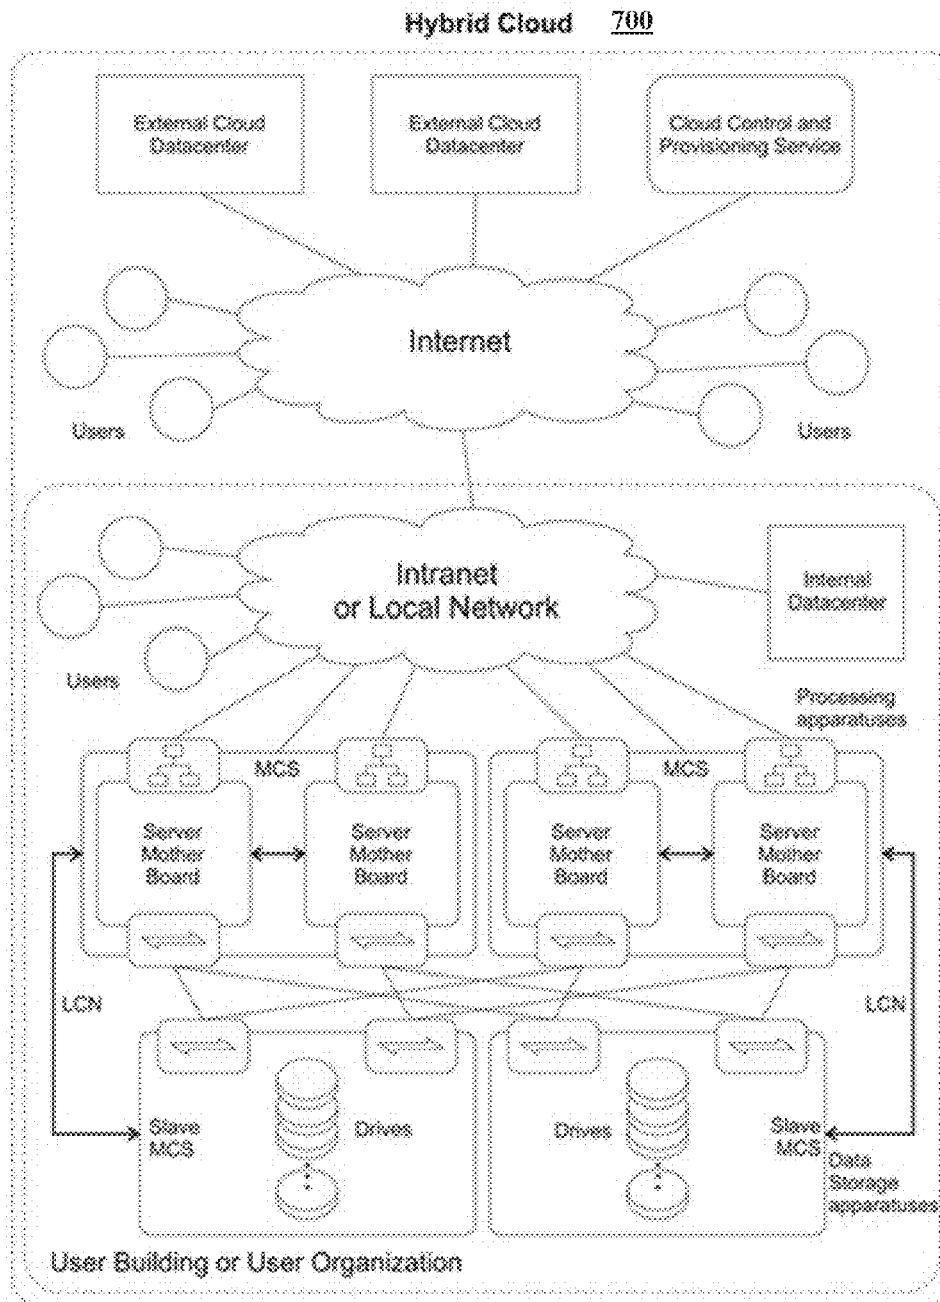 Hybrid Cloud 700
External Cloud
Datacenter
External Cloud
Datacenter
Cloud Control and
Provisioning Service
Internet
Users
Users
Intranet
or Local Network
Internal
Datacenter
Users
Processing
apparatuses
MCS
MCS
Server
Mother
Board
Server
Mother
Board
Server
Mother
Board
Server
Mother
Board
LCN
LCN
Slave
MCS
Drives
Drives
Slave
MCS
Data
Storage
apparatuses
User Building or User Organization